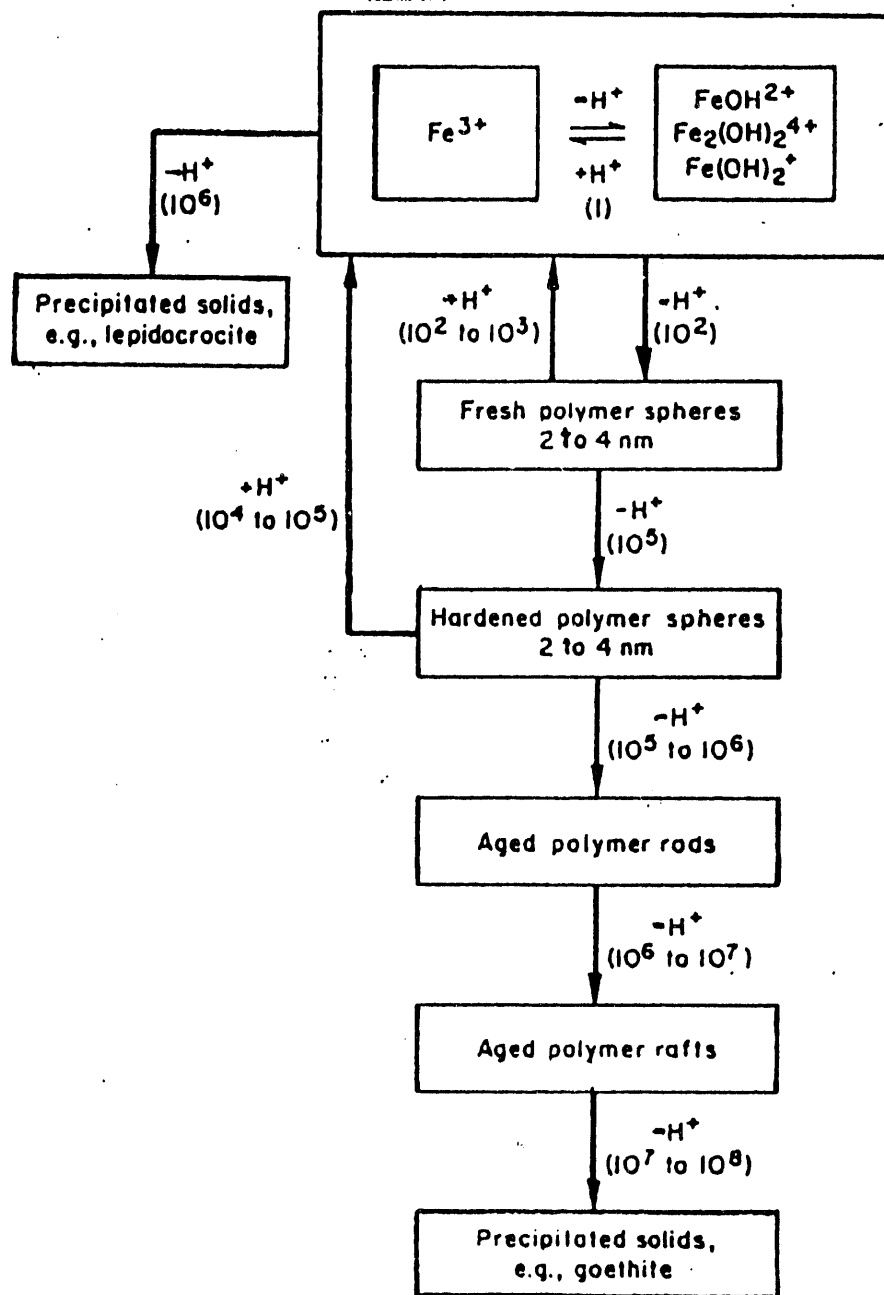 Fe³⁺
-H⁺
+H⁺
(1)
FeOH²⁺
Fe₂(OH)₂⁴⁺
Fe(OH)₂⁺
-H⁺
(10⁶)
Precipitated solids,
e.g., lepidocrocite
+H⁺
(10² to 10³)
-H⁺
(10²)
Fresh polymer spheres
2 to 4 nm
+H⁺
(10⁴ to 10⁵)
-H⁺
(10⁵)
Hardened polymer spheres
2 to 4 nm
-H⁺
(10⁵ to 10⁶)
Aged polymer rods
-H⁺
(10⁶ to 10⁷)
Aged polymer rafts
-H⁺
(10⁷ to 10⁸)
Precipitated solids,
e.g., goethite